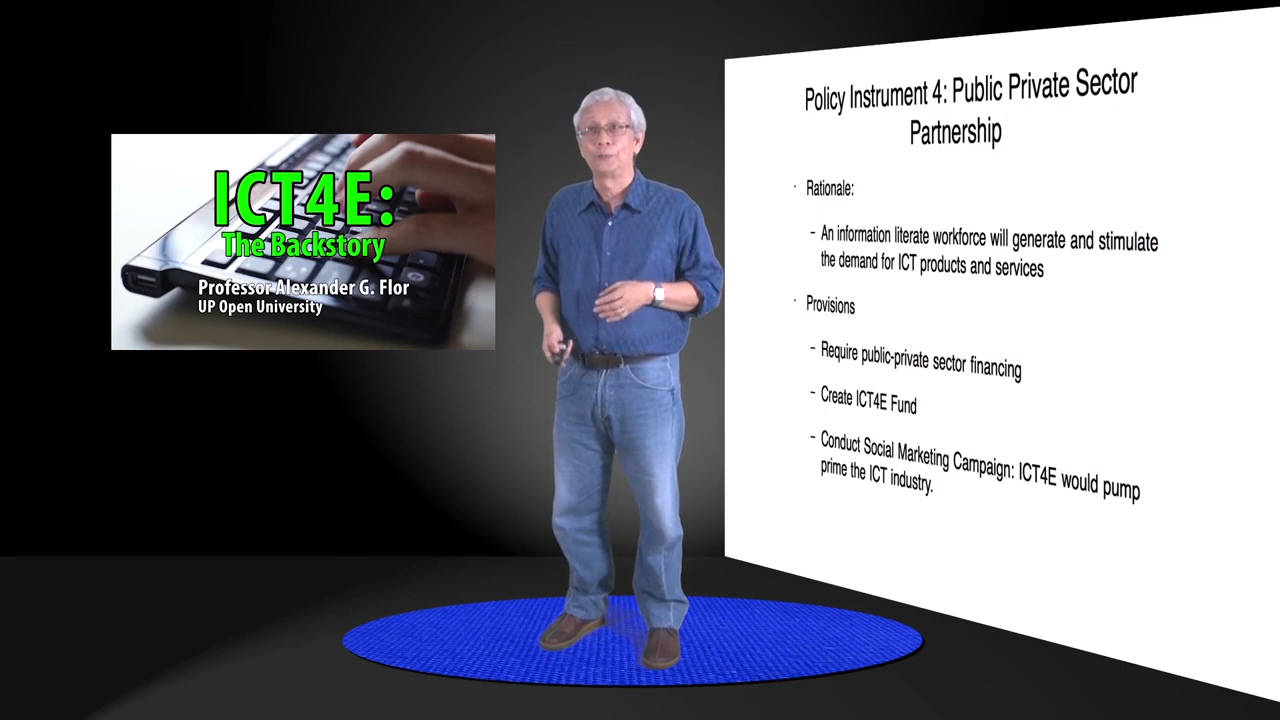 ICT4E:
The Backstory
Professor Alexander G. Flor
UP Open University
Policy Instrument 4: Public Private Sector
Partnership
· Rationale:
– An information literate workforce will generate and stimulate
the demand for ICT products and services
· Provisions
– Require public-private sector financing
– Create ICT4E Fund
– Conduct Social Marketing Campaign: ICT4E would pump
prime the ICT industry.